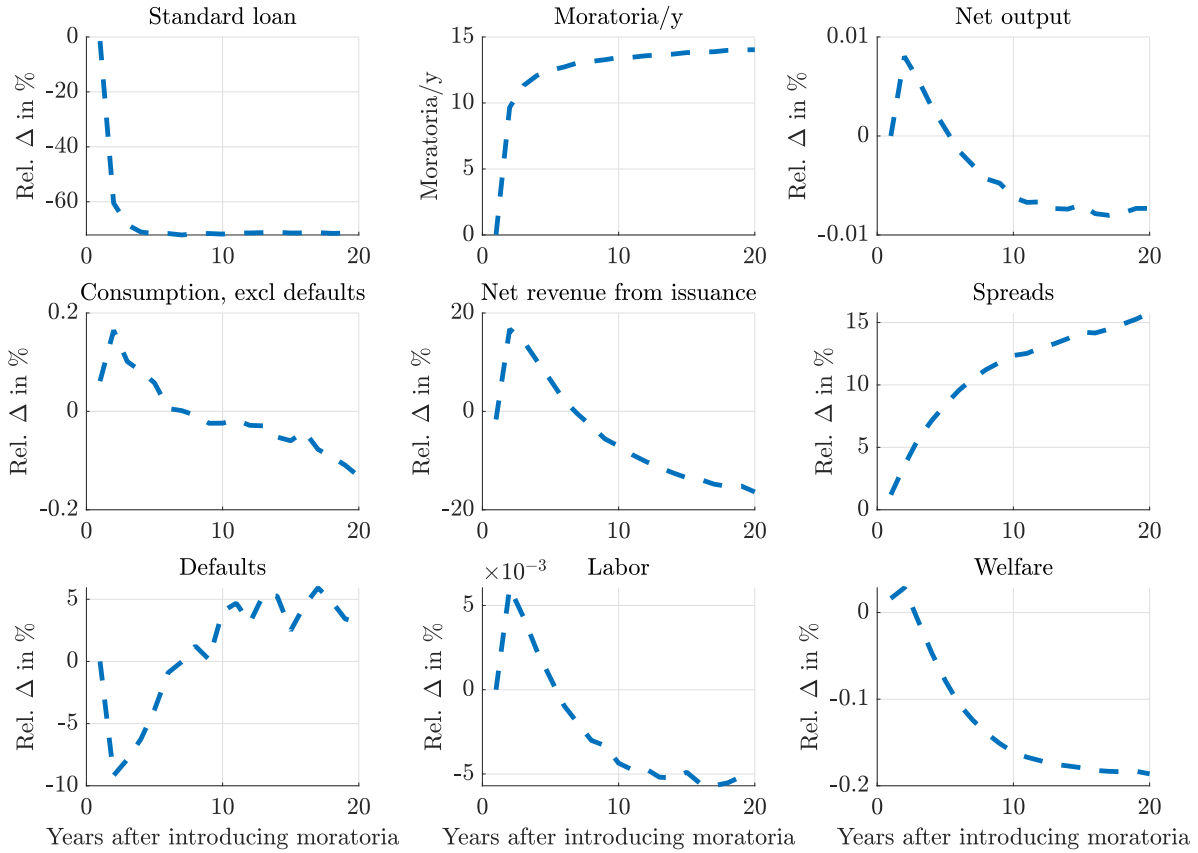 Standard loan
Rel. Δ in %
0
-20
-40
-60
0
10
20
Moratoria/y
Moratoria/y
15
10
5
0
0
10
20
Net output
Rel. Δ in %
0.01
0
-0.01
0
10
20
Consumption, excl defaults
Rel. Δ in %
0.2
0
-0.2
0
10
20
Net revenue from issuance
Rel. Δ in %
20
0
-20
0
10
20
Spreads
Rel. Δ in %
15
10
5
0
0
10
20
Defaults
Rel. Δ in %
5
0
-5
-10
0
10
20
Years after introducing moratoria
×10⁻³
Labor
Rel. Δ in %
5
0
-5
0
10
20
Years after introducing moratoria
Welfare
Rel. Δ in %
0
-0.1
-0.2
0
10
20
Years after introducing moratoria